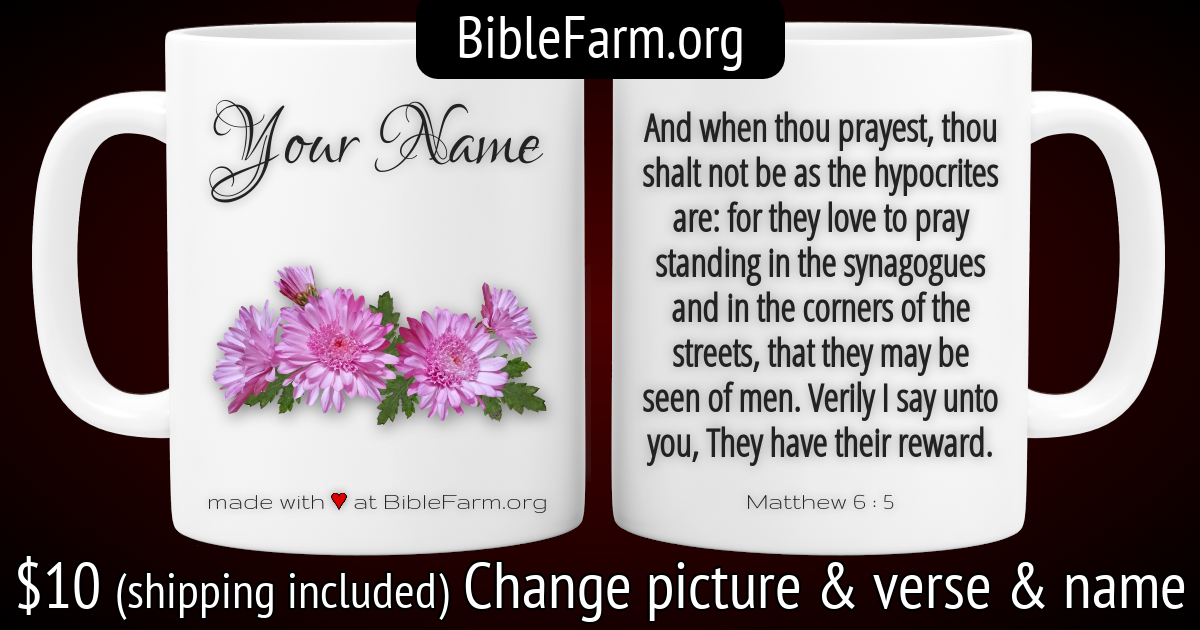 BibleFarm.org
Your Name
made with ♥ at BibleFarm.org
And when thou prayest, thou
shalt not be as the hypocrites
are: for they love to pray
standing in the synagogues
and in the corners of the
streets, that they may be
seen of men. Verily I say unto
you, They have their reward.
Matthew 6 : 5
$10 (shipping included) Change picture & verse & name